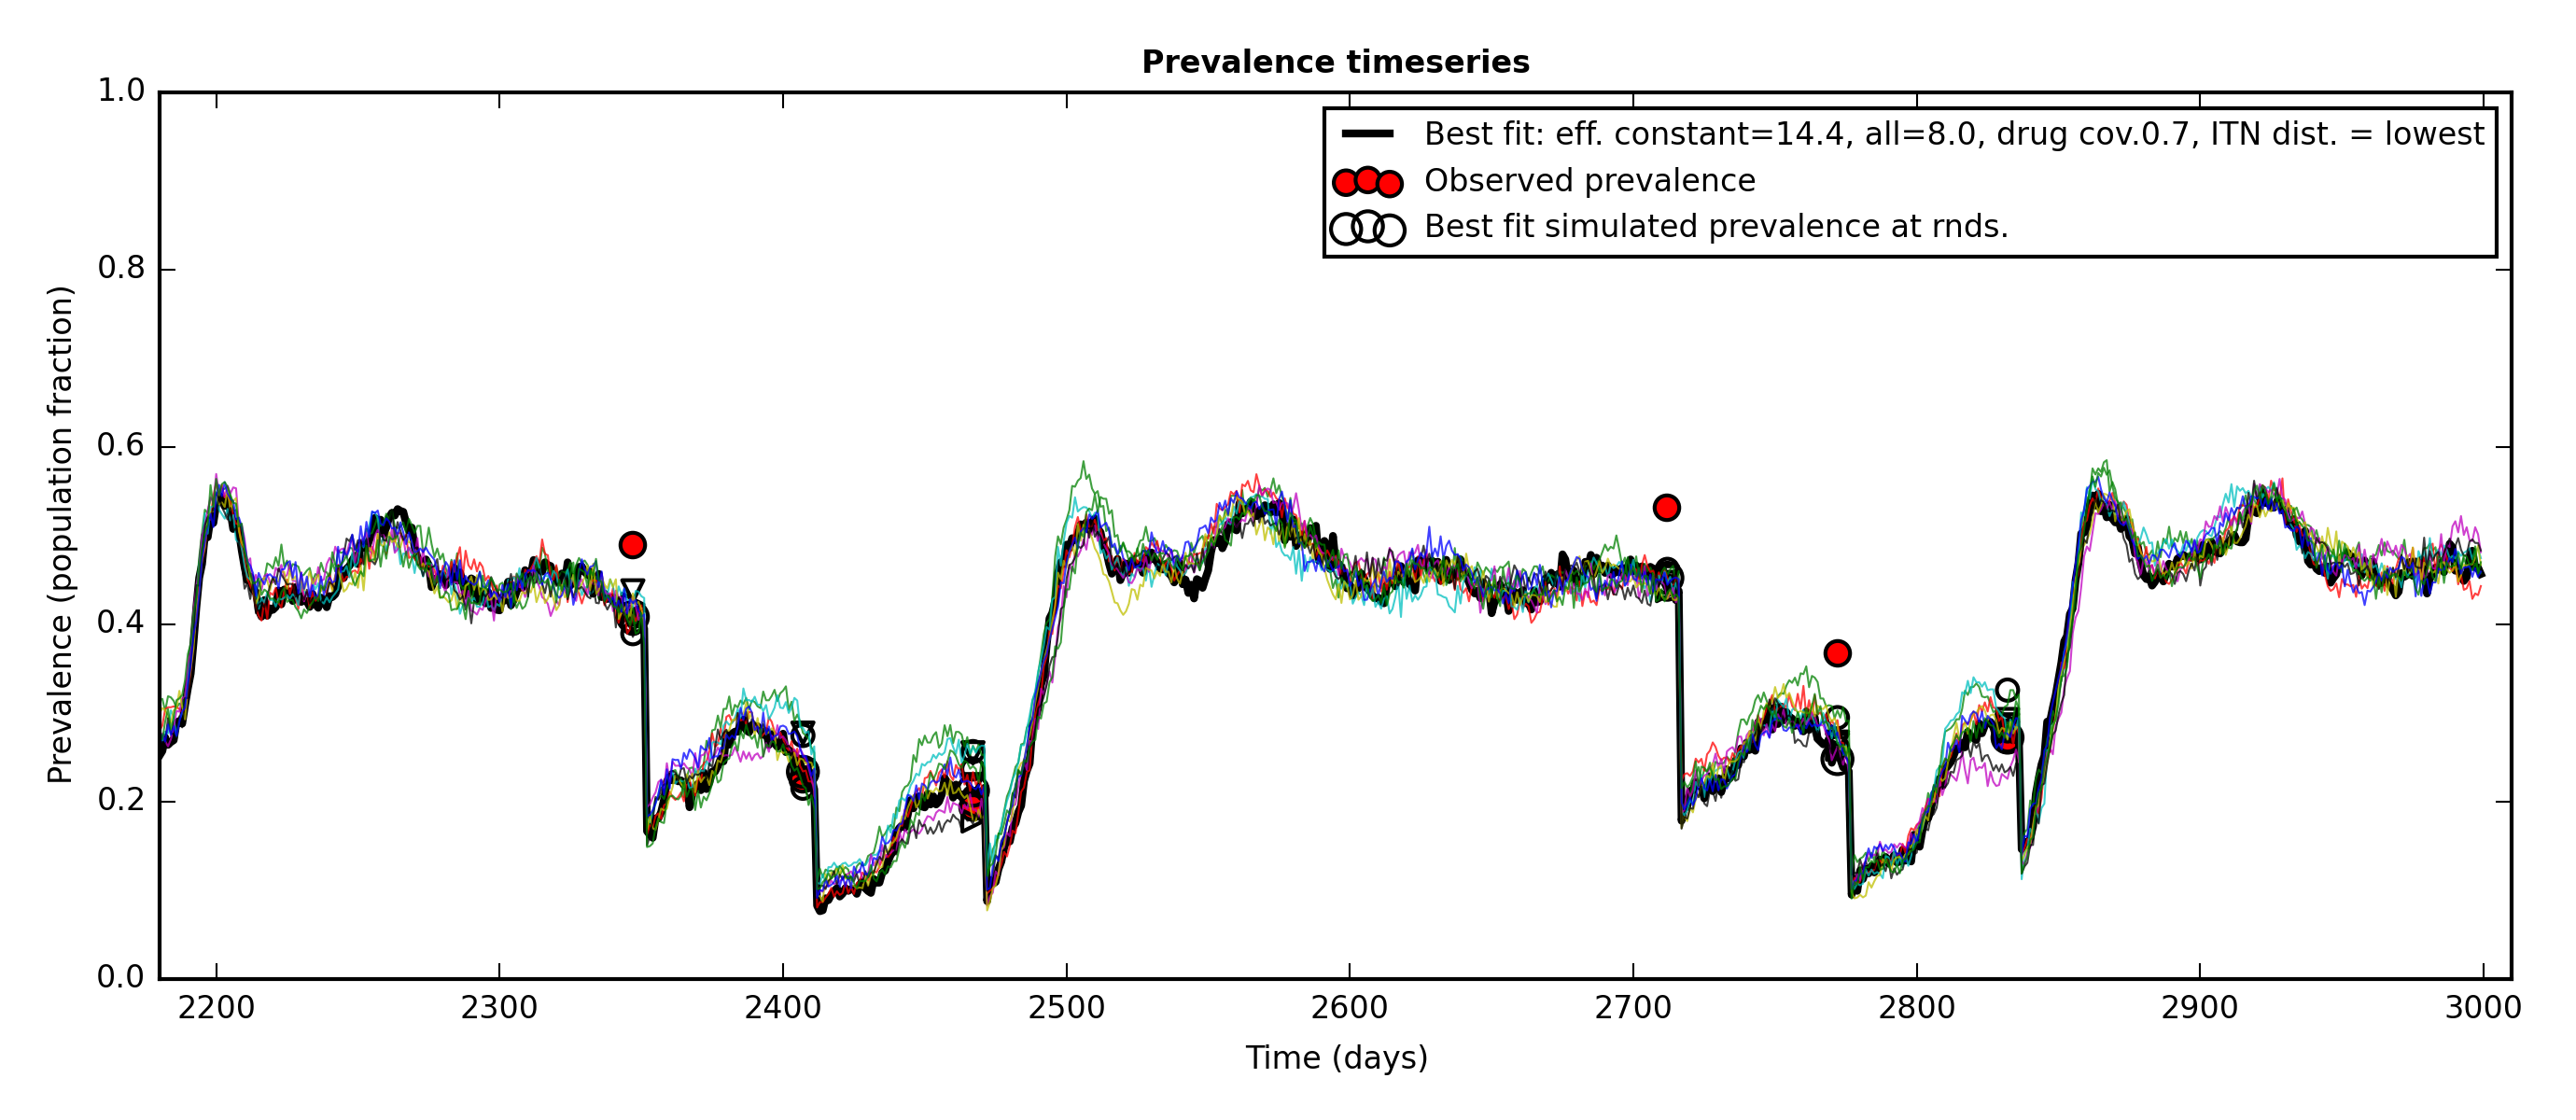 Prevalence timeseries
1.0
0.8
0.6
0.4
0.2
0.0
Prevalence (population fraction)
Best fit: eff. constant=14.4, all=8.0, drug cov.0.7, ITN dist. = lowest
Observed prevalence
Best fit simulated prevalence at rnds.
2200 2300 2400 2500 2600 2700 2800 2900 3000
Time (days)